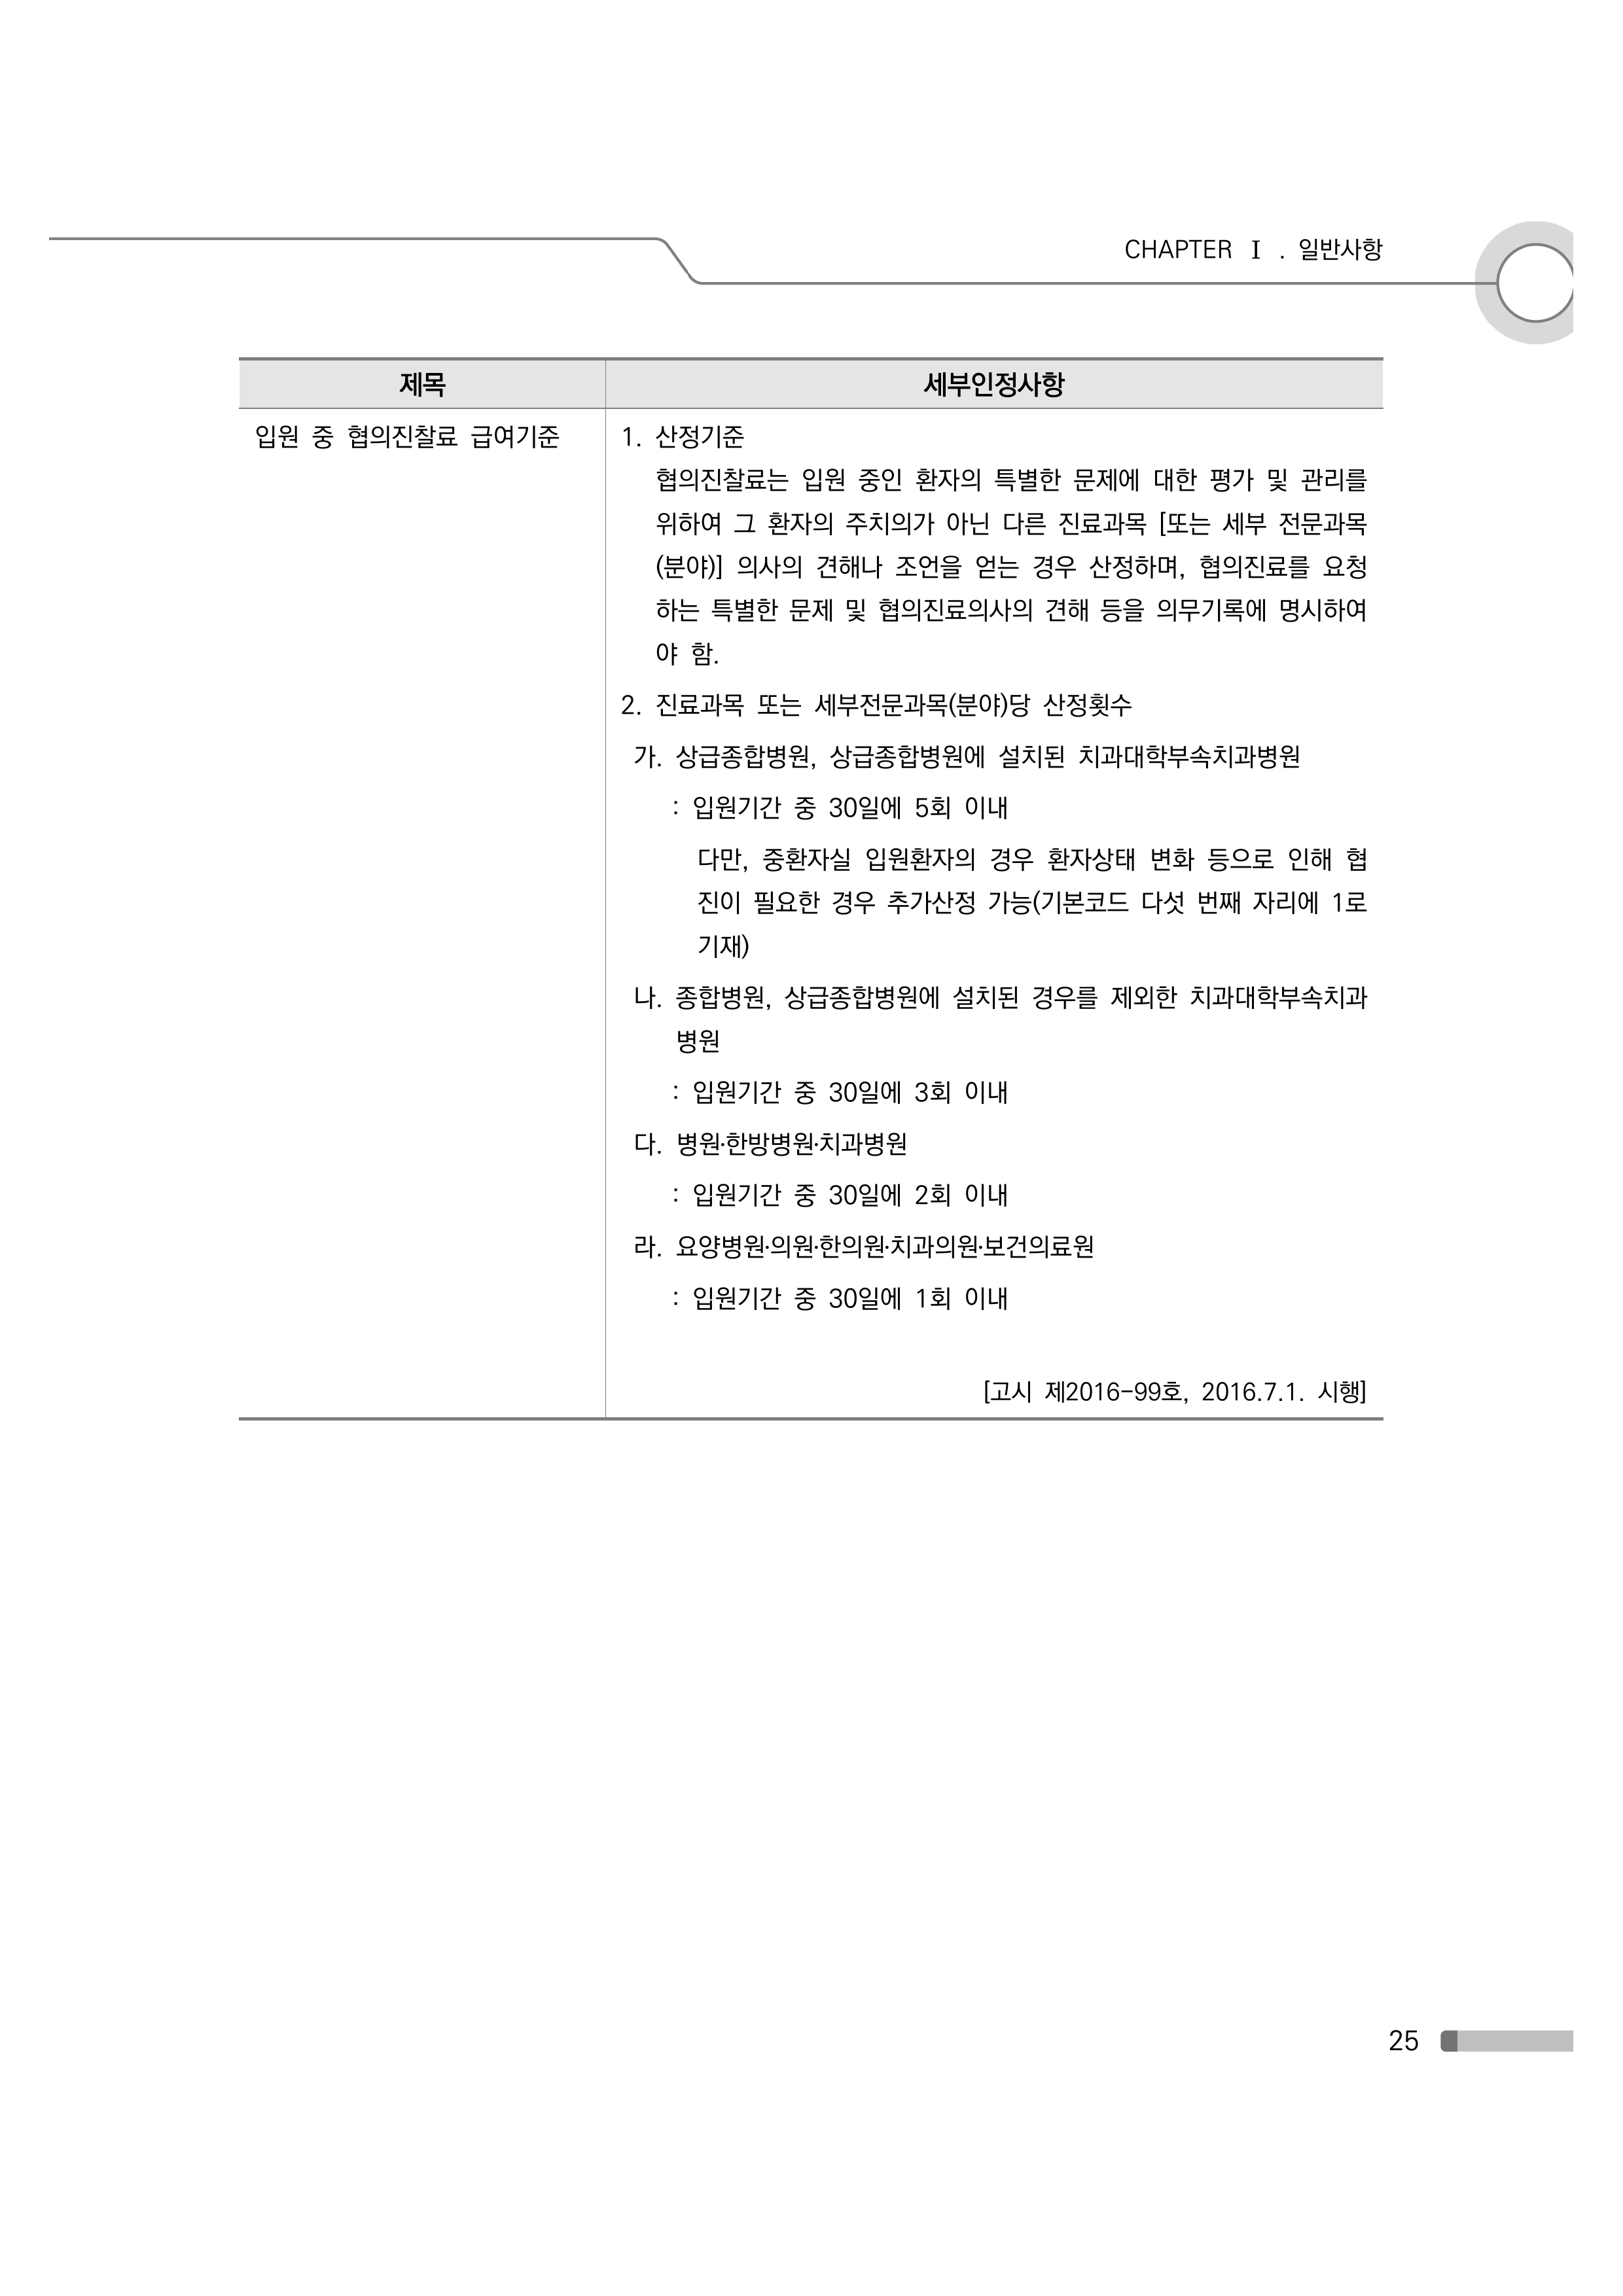 CHAPTER Ⅰ. 일반사항
제목 세부인정사항
입원 중 협의진찰료 급여기준
1. 산정기준
협의진찰료는 입원 중인 환자의 특별한 문제에 대한 평가 및 관리를
위하여 그 환자의 주치의가 아닌 다른 진료과목 [또는 세부 전문과목
(분야)] 의사의 견해나 조언을 얻는 경우 산정하며, 협의진료를 요청
하는 특별한 문제 및 협의진료의사의 견해 등을 의무기록에 명시하여
야 함.
2. 진료과목 또는 세부전문과목(분야)당 산정횟수
가. 상급종합병원, 상급종합병원에 설치된 치과대학부속치과병원
: 입원기간 중 30일에 5회 이내
다만, 중환자실 입원환자의 경우 환자상태 변화 등으로 인해 협
진이 필요한 경우 추가산정 가능(기본코드 다섯 번째 자리에 1로
기재)
나. 종합병원, 상급종합병원에 설치된 경우를 제외한 치과대학부속치과
병원
: 입원기간 중 30일에 3회 이내
다. 병원·한방병원·치과병원
: 입원기간 중 30일에 2회 이내
라. 요양병원·의원·한의원·치과의원·보건의료원
: 입원기간 중 30일에 1회 이내
[고시 제2016-99호, 2016.7.1. 시행]
25